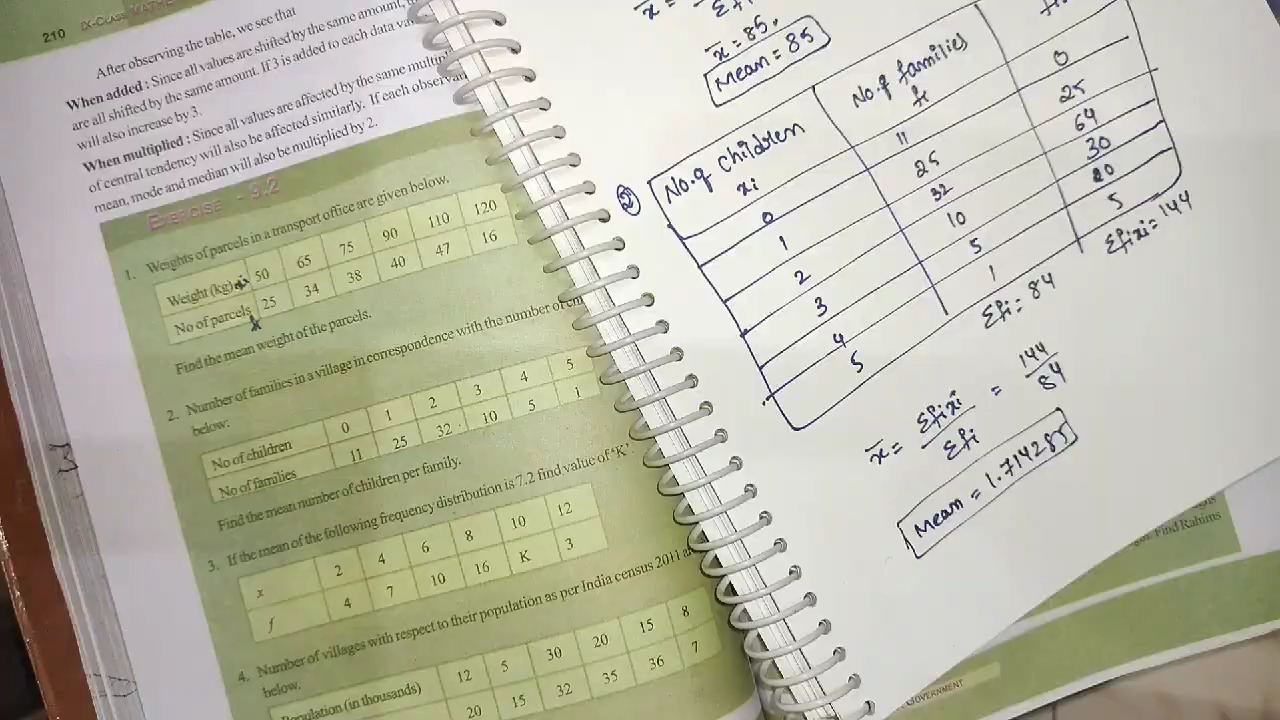 210 IX-CLASS
After observing the table, we see that
When added : Since all values are shifted by the same amount,
are all shifted by the same amount. If 3 is added to each data
will also increase by 3.
When multiplied : Since all values are affected by the same
of central tendency will also be affected similarly. If each
mean, mode and median will also be multiplied by 2.
EXERCISE - 9.2
1. Weights of parcels in a transport office are given below.
Weight (kg) xi 50 65 75 90 110 120
No of parcels 25 34 38 40 47 16
Find the mean weight of the parcels.
2. Number of families in a village in correspondence with the number of
below:
No of children 0 1 2 3 4 5
No of families 11 25 32 10 5 1
Find the mean number of children per family.
3. If the mean of the following frequency distribution is 7.2 find value of 'K'.
x 2 4 6 8 10 12
f 4 7 10 16 K 3
4. Number of villages with respect to their population as per India census 2011
below.
Population (in thousands) 12 5 30 20 15 8
20 15 32 35 36 7
x̄ = 85.
Mean = 85
②
No.of children No.of families
xi fi
0 11 0
1 25 25
2 32 64
3 10 30
4 5 20
5 1 5
Σfi = 84 Σfixi = 144
x̄ = Σfixi / Σfi = 144 / 84
Mean = 1.714285
Find Rahims
GOVERNMENT